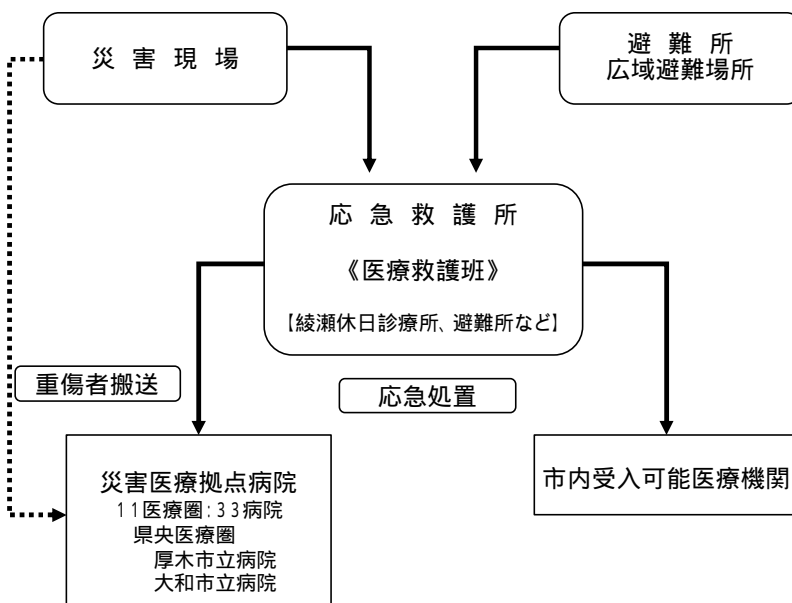 災害現場
避難所
広域避難場所
応急救護所
《医療救護班》
【綾瀬休日診療所、避難所など】
重傷者搬送
応急処置
災害医療拠点病院
11医療圏:33病院
県央医療圏
厚木市立病院
大和市立病院
市内受入可能医療機関